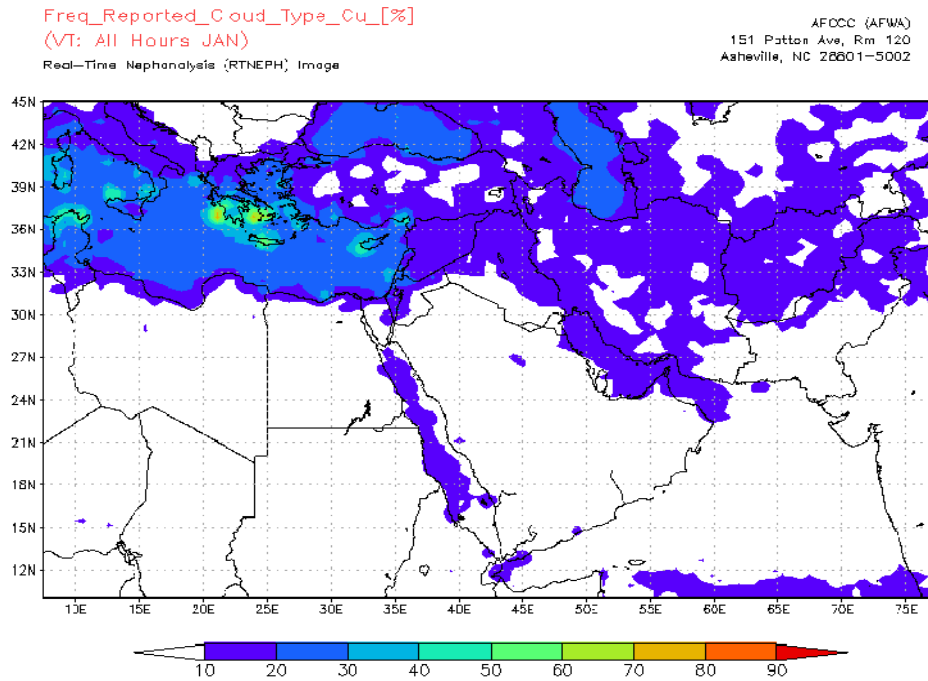 Freq_Reported_Cloud_Type_Cu_[%]
(VT: All Hours JAN)
Real-Time Nephanalysis (RTNEPH) Image
AFCCC (AFWA)
151 Patton Ave, Rm 120
Asheville, NC 28801-5002
45N
42N
39N
36N
33N
30N
27N
24N
21N
18N
15N
12N
10E 15E 20E 25E 30E 35E 40E 45E 50E 55E 60E 65E 70E 75E
10 20 30 40 50 60 70 80 90